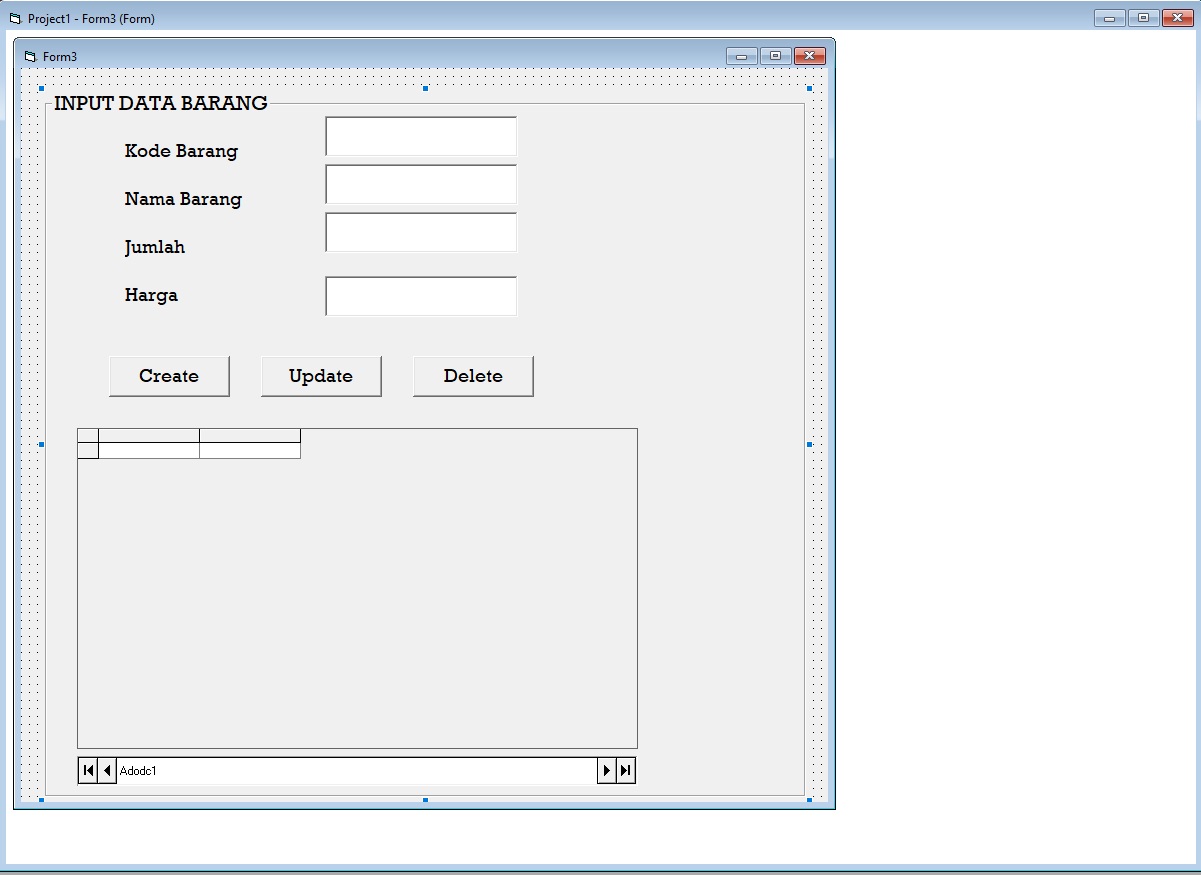 Project1 - Form3 (Form)
Form3
INPUT DATA BARANG
Kode Barang
Nama Barang
Jumlah
Harga
Create Update Delete
Adodc1